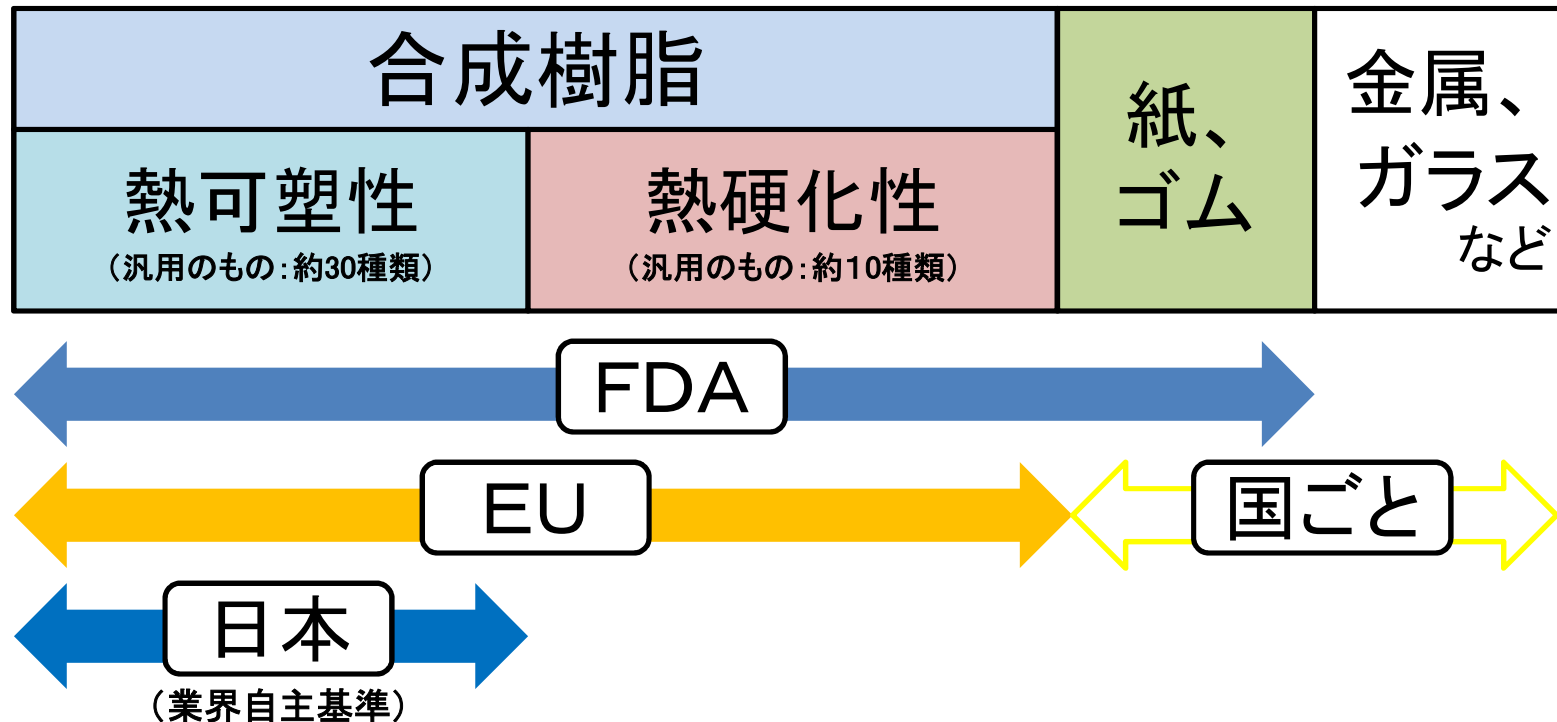 合成樹脂
熱可塑性
（汎用のもの：約30種類）
熱硬化性
（汎用のもの：約10種類）
紙、
ゴム
金属、
ガラス
など
ＦＤＡ
ＥＵ
国ごと
日本
（業界自主基準）